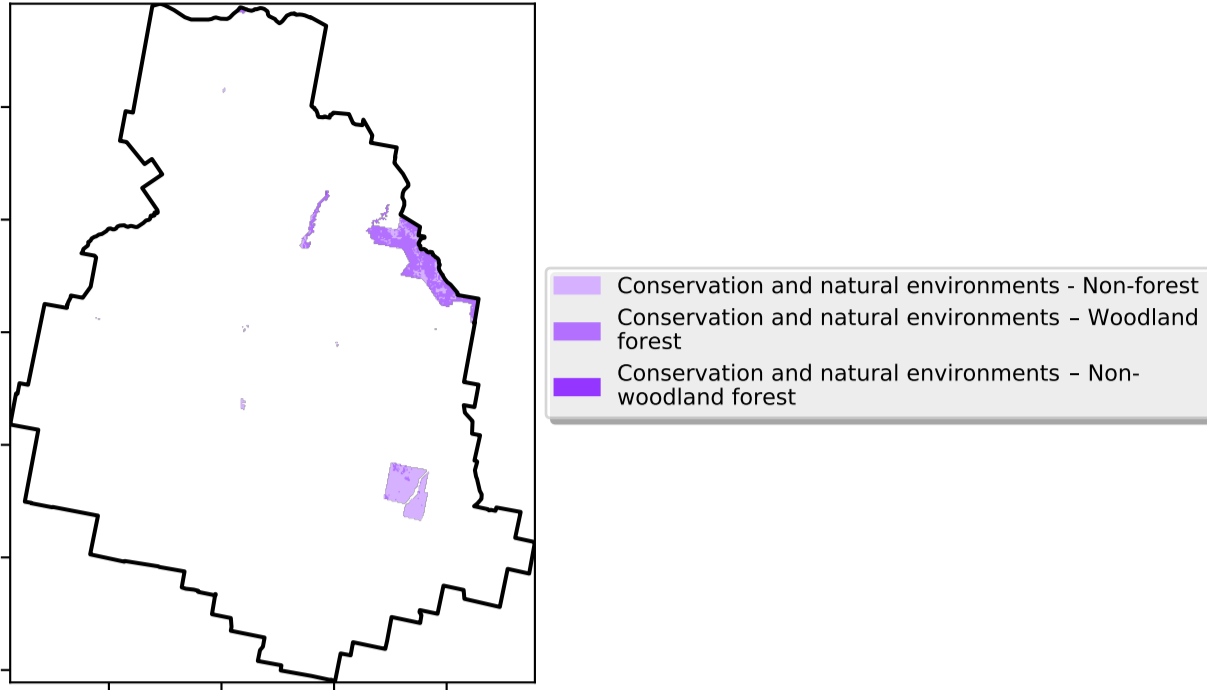 Conservation and natural environments - Non-forest
Conservation and natural environments – Woodland
forest
Conservation and natural environments – Non-
woodland forest